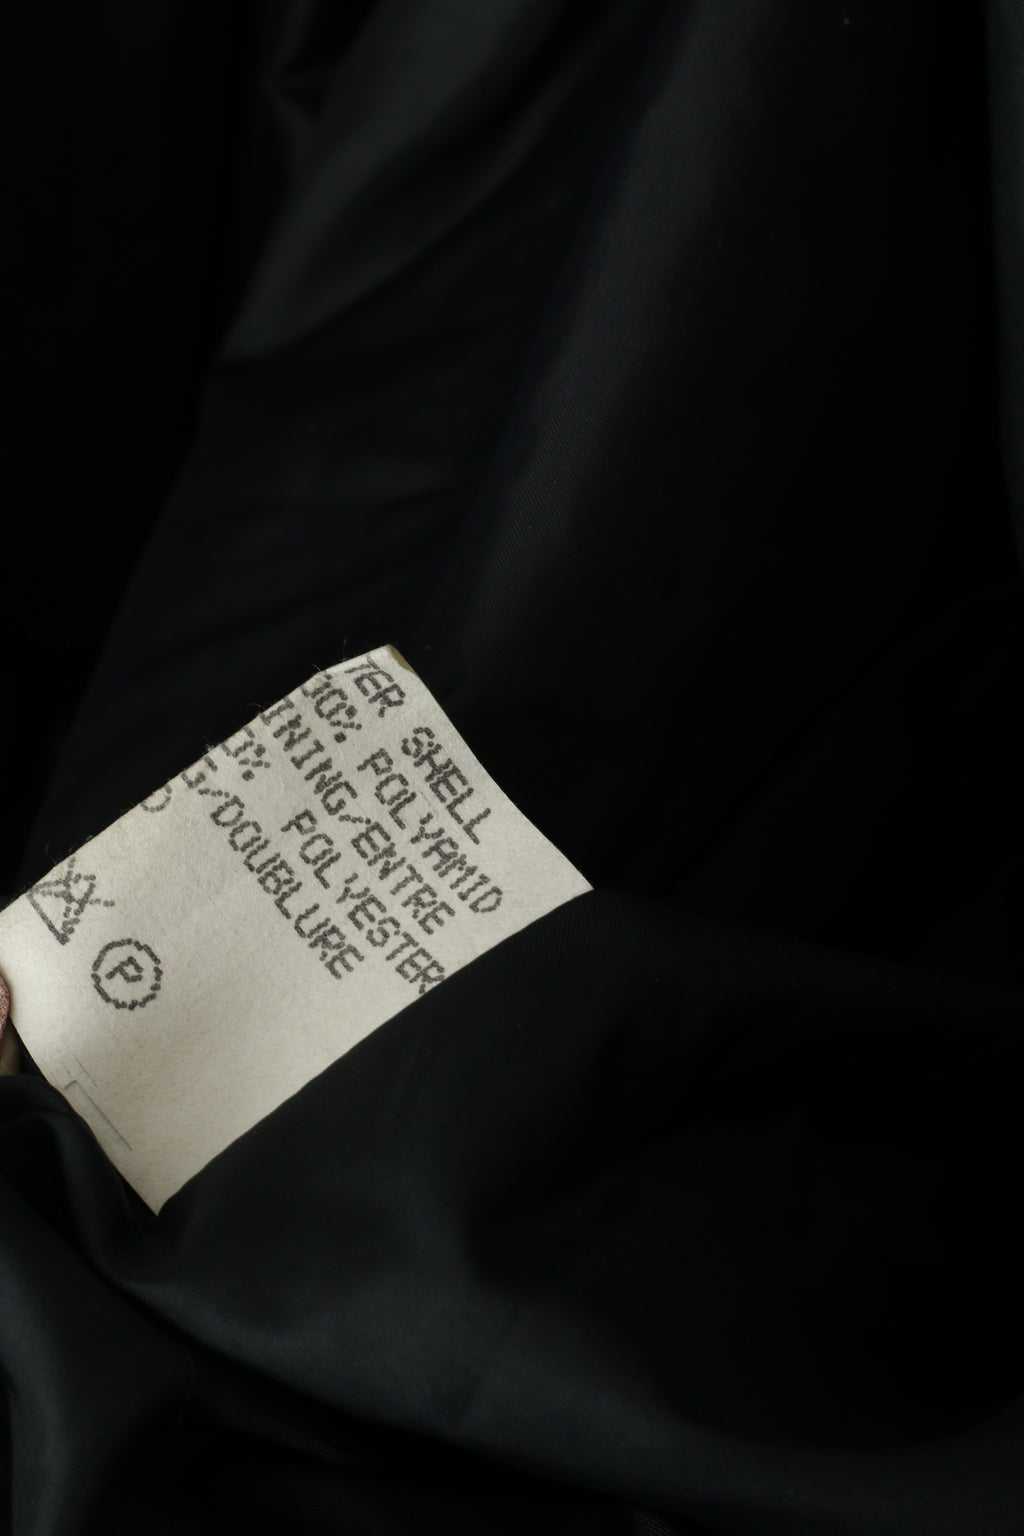 TER SHELL
00% POLYAMID
INING/ENTRE
0% POLYESTER
G/DOUBLURE
P